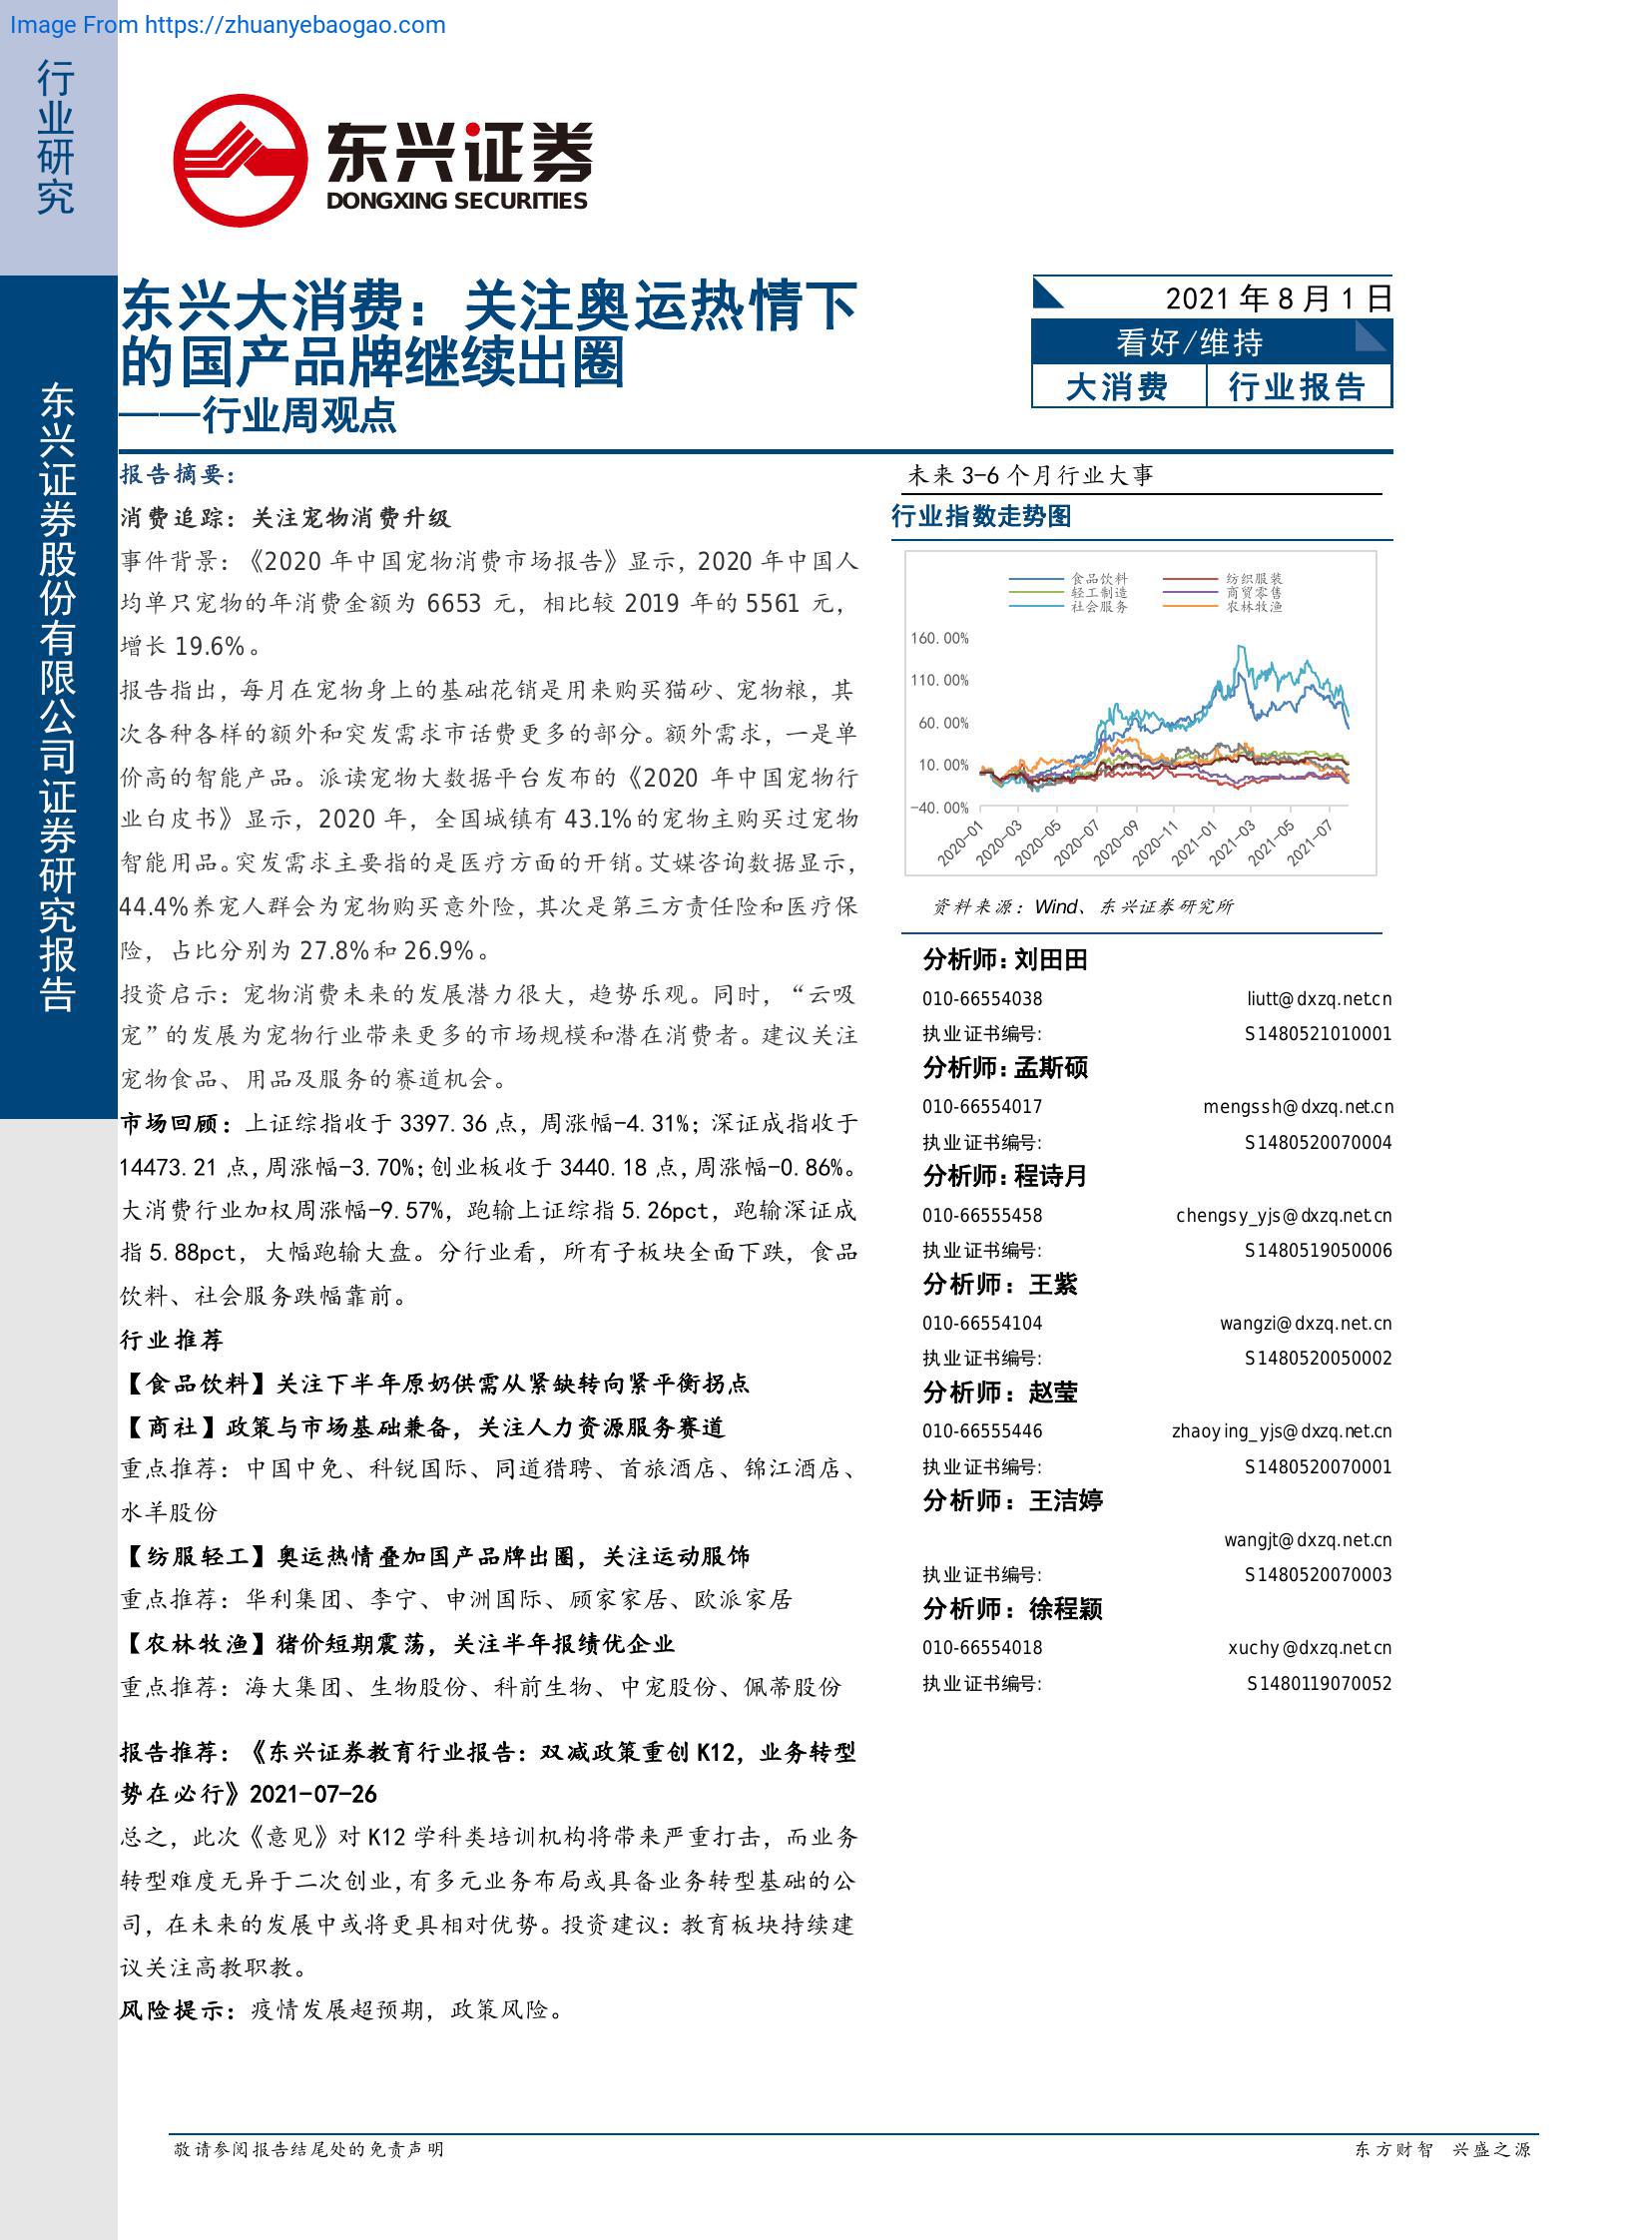 Image From https://zhuanyebaogao.com
行业研究
东兴证券
DONGXING SECURITIES
东兴证券股份有限公司证券研究报告
东兴大消费：关注奥运热情下
的国产品牌继续出圈
——行业周观点
2021 年 8 月 1 日
看好/维持
大消费 行业报告
报告摘要：
消费追踪：关注宠物消费升级
事件背景：《2020 年中国宠物消费市场报告》显示，2020 年中国人
均单只宠物的年消费金额为 6653 元，相比较 2019 年的 5561 元，
增长 19.6%。
报告指出，每月在宠物身上的基础花销是用来购买猫砂、宠物粮，其
次各种各样的额外和突发需求市话费更多的部分。额外需求，一是单
价高的智能产品。派读宠物大数据平台发布的《2020 年中国宠物行
业白皮书》显示，2020 年，全国城镇有 43.1%的宠物主购买过宠物
智能用品。突发需求主要指的是医疗方面的开销。艾媒咨询数据显示，
44.4%养宠人群会为宠物购买意外险，其次是第三方责任险和医疗保
险，占比分别为 27.8%和 26.9%。
投资启示：宠物消费未来的发展潜力很大，趋势乐观。同时，“云吸
宠”的发展为宠物行业带来更多的市场规模和潜在消费者。建议关注
宠物食品、用品及服务的赛道机会。
市场回顾：上证综指收于 3397.36 点，周涨幅-4.31%；深证成指收于
14473.21 点，周涨幅-3.70%；创业板收于 3440.18 点，周涨幅-0.86%。
大消费行业加权周涨幅-9.57%，跑输上证综指 5.26pct，跑输深证成
指 5.88pct，大幅跑输大盘。分行业看，所有子板块全面下跌，食品
饮料、社会服务跌幅靠前。
行业推荐
【食品饮料】关注下半年原奶供需从紧缺转向紧平衡拐点
【商社】政策与市场基础兼备，关注人力资源服务赛道
重点推荐：中国中免、科锐国际、同道猎聘、首旅酒店、锦江酒店、
水羊股份
【纺服轻工】奥运热情叠加国产品牌出圈，关注运动服饰
重点推荐：华利集团、李宁、申洲国际、顾家家居、欧派家居
【农林牧渔】猪价短期震荡，关注半年报绩优企业
重点推荐：海大集团、生物股份、科前生物、中宠股份、佩蒂股份
报告推荐：《东兴证券教育行业报告：双减政策重创 K12，业务转型
势在必行》2021-07-26
总之，此次《意见》对 K12 学科类培训机构将带来严重打击，而业务
转型难度无异于二次创业，有多元业务布局或具备业务转型基础的公
司，在未来的发展中或将更具相对优势。投资建议：教育板块持续建
议关注高教职教。
风险提示：疫情发展超预期，政策风险。
未来 3-6 个月行业大事
行业指数走势图
食品饮料 纺织服装
轻工制造 商贸零售
社会服务 农林牧渔
160.00%
110.00%
60.00%
10.00%
-40.00%
2020-01 2020-03 2020-05 2020-07 2020-09 2020-11 2021-01 2021-03 2021-05 2021-07
资料来源：Wind、东兴证券研究所
分析师：刘田田
010-66554038 liutt@dxzq.net.cn
执业证书编号: S1480521010001
分析师：孟斯硕
010-66554017 mengssh@dxzq.net.cn
执业证书编号: S1480520070004
分析师：程诗月
010-66555458 chengsy_yjs@dxzq.net.cn
执业证书编号: S1480519050006
分析师：王紫
010-66554104 wangzi@dxzq.net.cn
执业证书编号: S1480520050002
分析师：赵莹
010-66555446 zhaoying_yjs@dxzq.net.cn
执业证书编号: S1480520070001
分析师：王洁婷
wangjt@dxzq.net.cn
执业证书编号: S1480520070003
分析师：徐程颖
010-66554018 xuchy@dxzq.net.cn
执业证书编号: S1480119070052
敬请参阅报告结尾处的免责声明 东方财智 兴盛之源